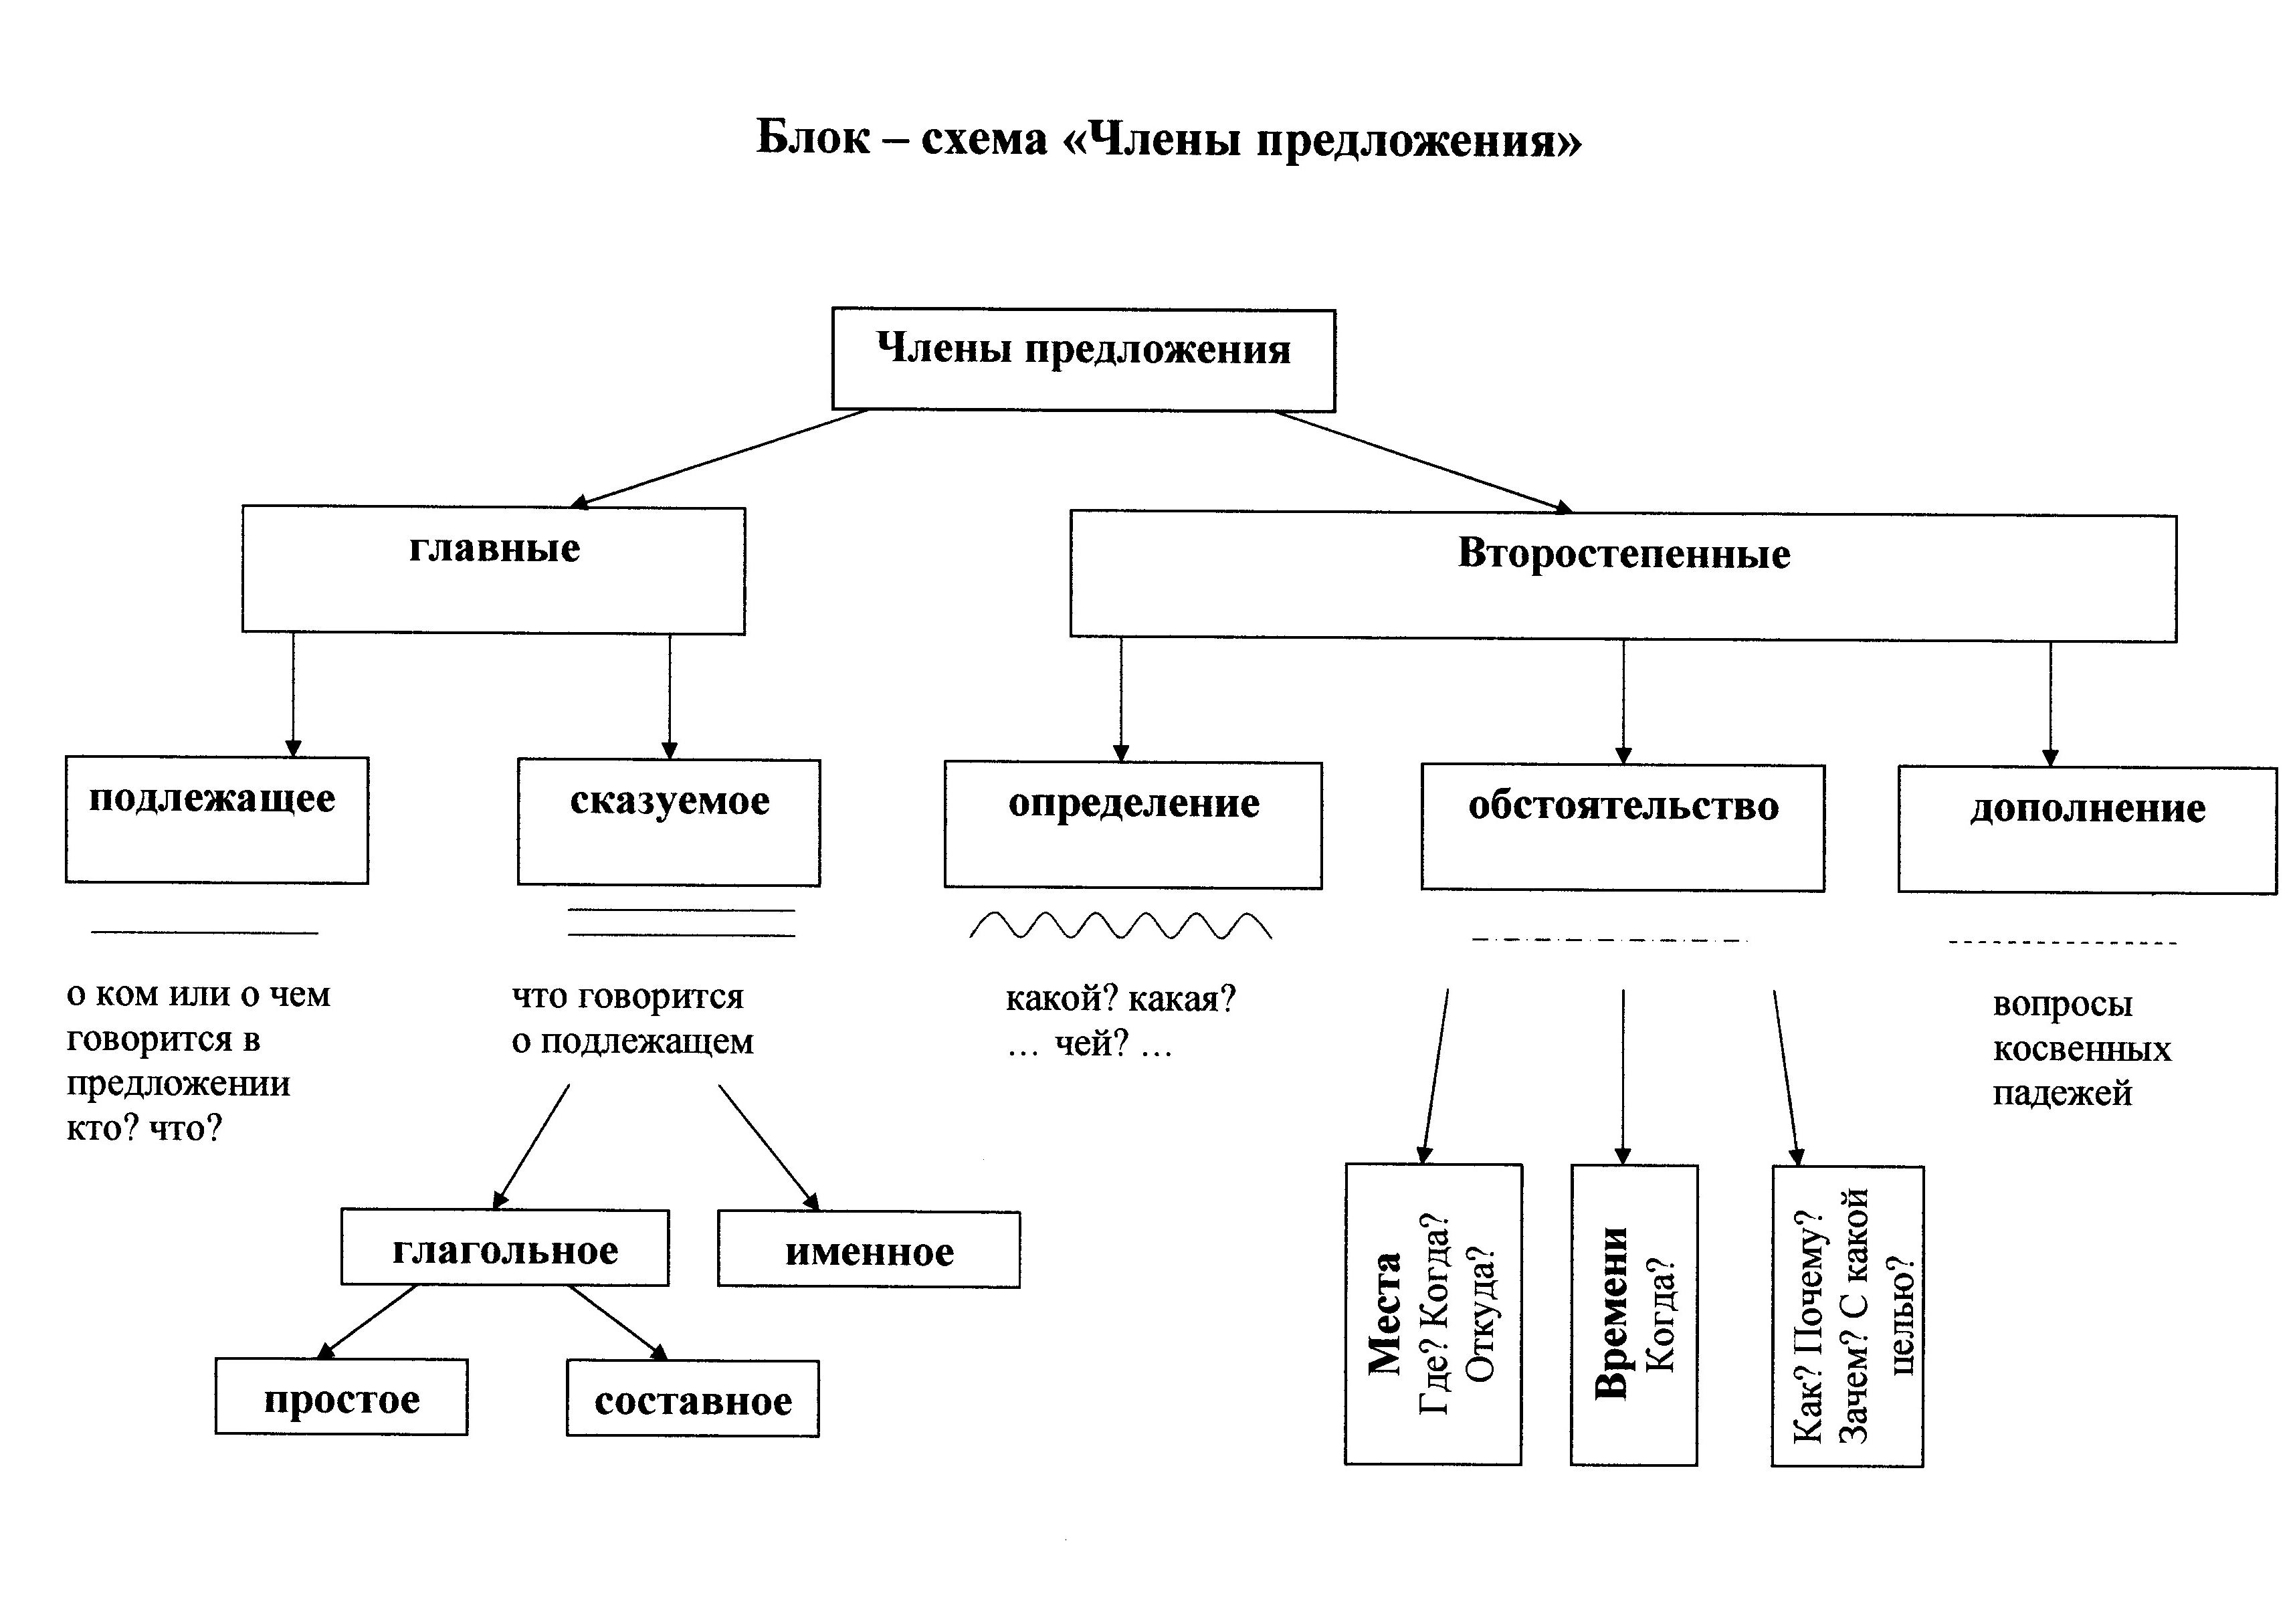 Блок – схема «Члены предложения»
Члены предложения
главные
Второстепенные
подлежащее
сказуемое
определение
обстоятельство
дополнение
о ком или о чем
говорится в
предложении
кто? что?
что говорится
о подлежащем
какой? какая?
... чей? ...
вопросы
косвенных
падежей
глагольное
именное
простое
составное
Места
Где? Когда?
Откуда?
Времени
Когда?
Как? Почему?
Зачем? С какой
целью?